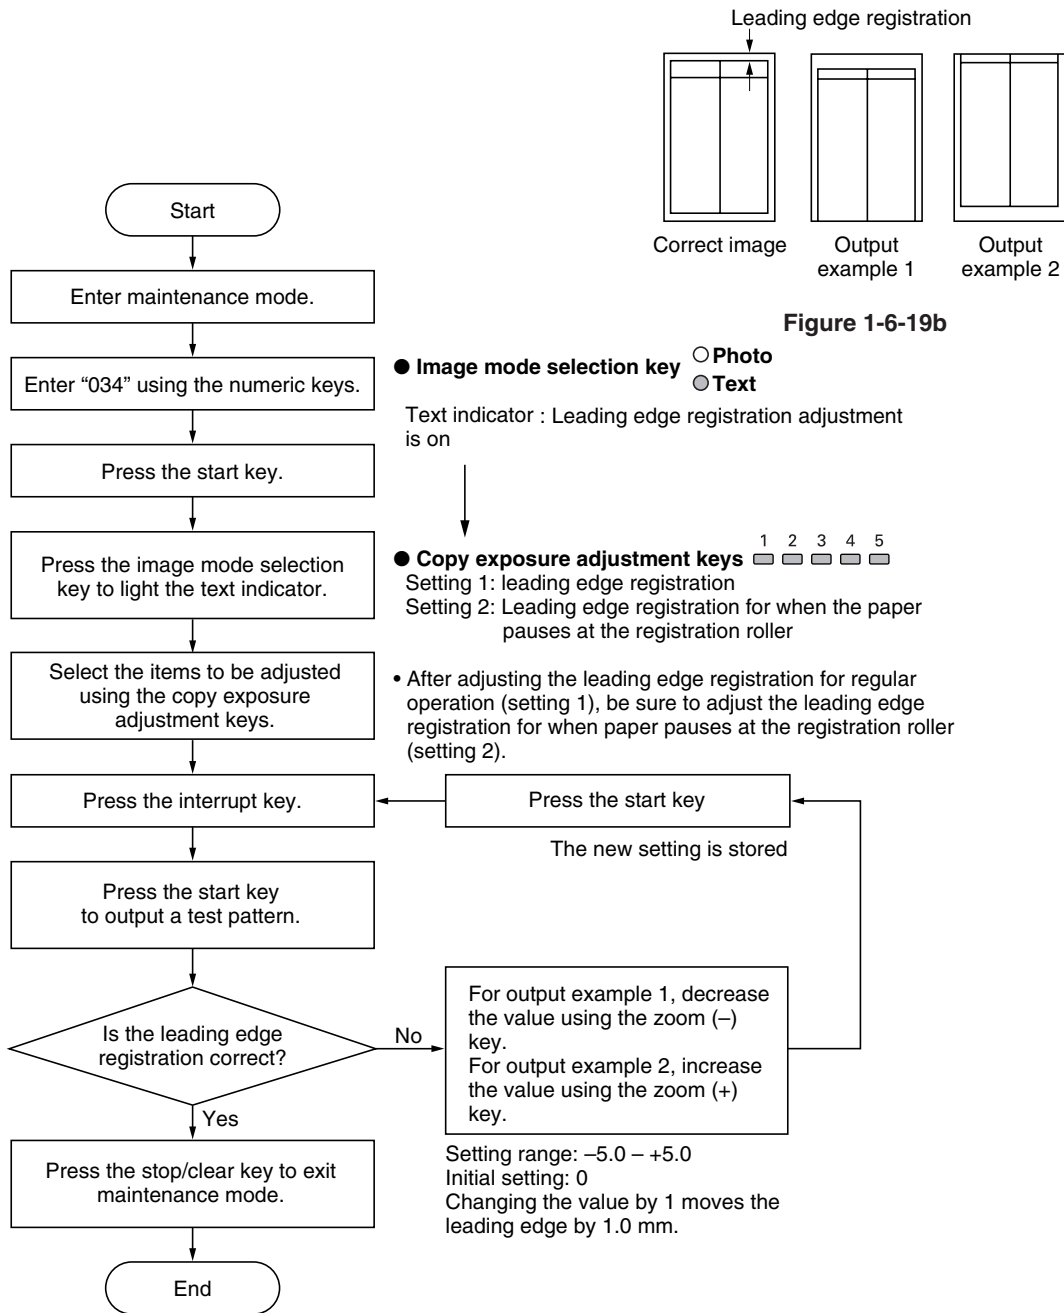 Leading edge registration
Correct image
Output
example 1
Output
example 2
Figure 1-6-19b
Start
Enter maintenance mode.
Enter “034” using the numeric keys.
Press the start key.
Press the image mode selection
key to light the text indicator.
Select the items to be adjusted
using the copy exposure
adjustment keys.
● Image mode selection key
Photo
Text
Text indicator : Leading edge registration adjustment
is on
● Copy exposure adjustment keys
1 2 3 4 5
Setting 1: leading edge registration
Setting 2: Leading edge registration for when the paper
pauses at the registration roller
• After adjusting the leading edge registration for regular
operation (setting 1), be sure to adjust the leading edge
registration for when paper pauses at the registration roller
(setting 2).
Press the interrupt key.
Press the start key
The new setting is stored
Press the start key
to output a test pattern.
Is the leading edge
registration correct?
No
For output example 1, decrease
the value using the zoom (–)
key.
For output example 2, increase
the value using the zoom (+)
key.
Yes
Setting range: –5.0 – +5.0
Initial setting: 0
Changing the value by 1 moves the
leading edge by 1.0 mm.
Press the stop/clear key to exit
maintenance mode.
End